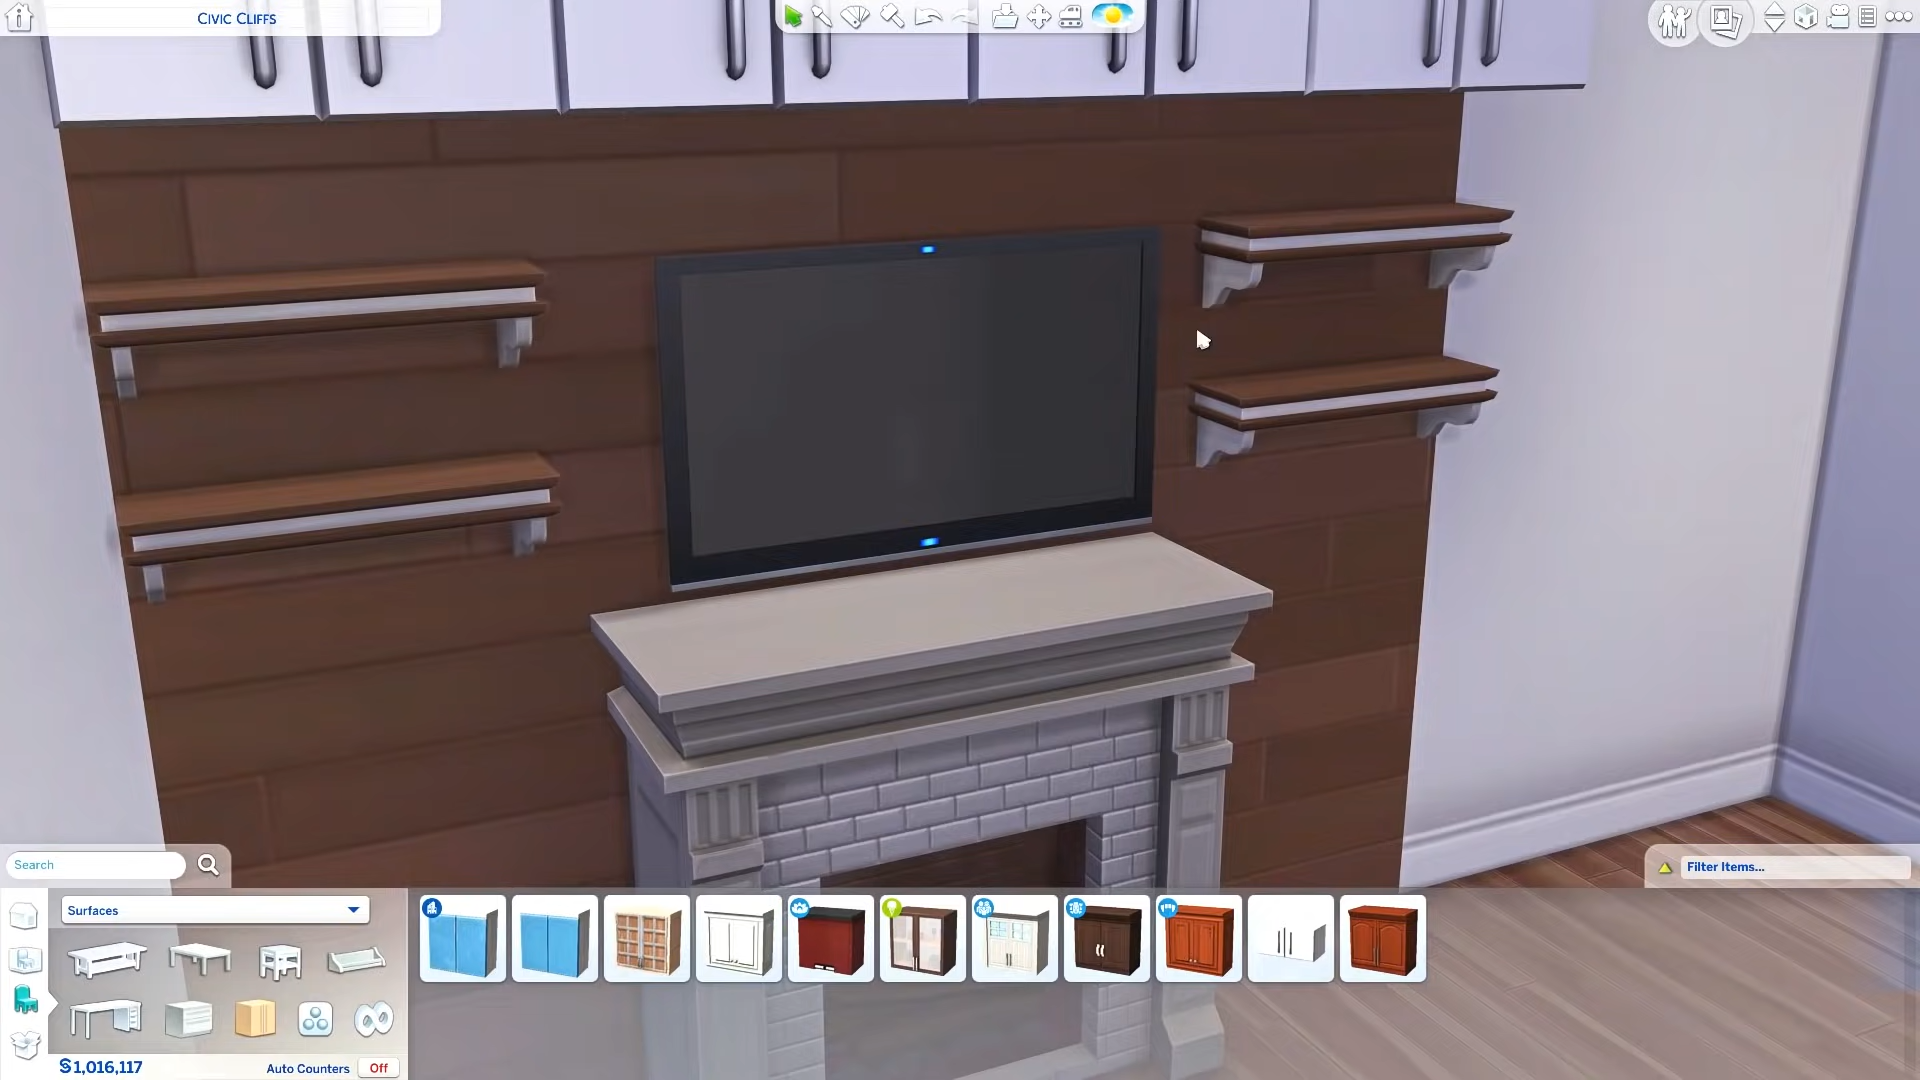 CIVIC CLIFFS
Search
Filter Items...
Surfaces
§1,016,117
Auto Counters
Off